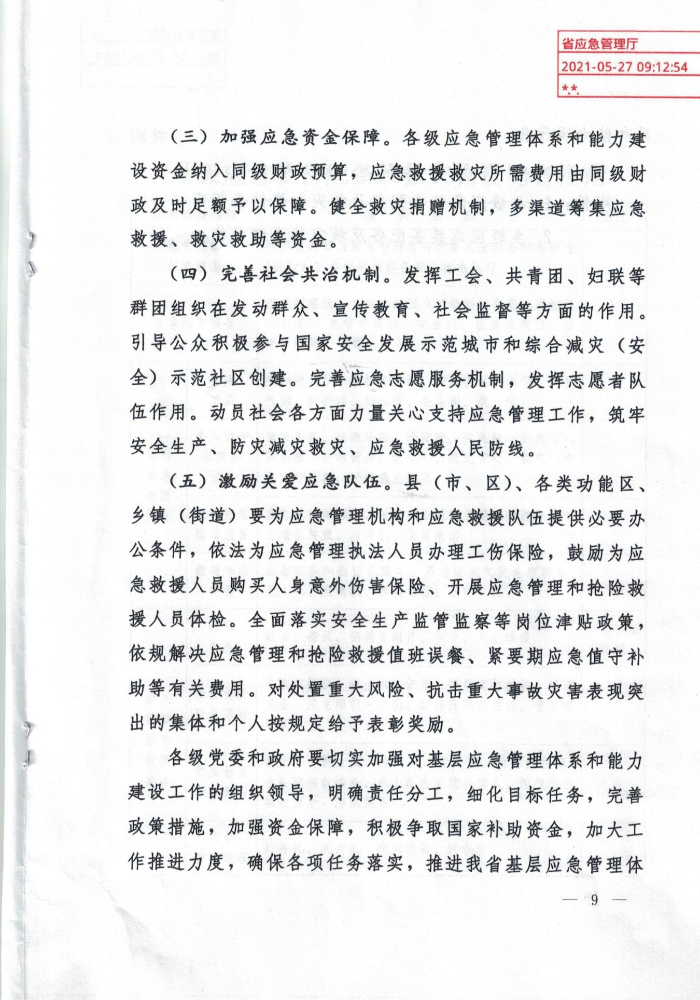 省应急管理厅
2021-05-27 09:12:54
*.*.
（三）加强应急资金保障。各级应急管理体系和能力建
设资金纳入同级财政预算，应急救援救灾所需费用由同级财
政及时足额予以保障。健全救灾捐赠机制，多渠道筹集应急
救援、救灾救助等资金。
（四）完善社会共治机制。发挥工会、共青团、妇联等
群团组织在发动群众、宣传教育、社会监督等方面的作用。
引导公众积极参与国家安全发展示范城市和综合减灾（安
全）示范社区创建。完善应急志愿服务机制，发挥志愿者队
伍作用。动员社会各方面力量关心支持应急管理工作，筑牢
安全生产、防灾减灾救灾、应急救援人民防线。
（五）激励关爱应急队伍。县（市、区）、各类功能区、
乡镇（街道）要为应急管理机构和应急救援队伍提供必要办
公条件，依法为应急管理执法人员办理工伤保险，鼓励为应
急救援人员购买人身意外伤害保险、开展应急管理和抢险救
援人员体检。全面落实安全生产监管监察等岗位津贴政策，
依规解决应急管理和抢险救援值班误餐、紧要期应急值守补
助等有关费用。对处置重大风险、抗击重大事故灾害表现突
出的集体和个人按规定给予表彰奖励。
各级党委和政府要切实加强对基层应急管理体系和能力
建设工作的组织领导，明确责任分工，细化目标任务，完善
政策措施，加强资金保障，积极争取国家补助资金，加大工
作推进力度，确保各项任务落实，推进我省基层应急管理体
— 9 —